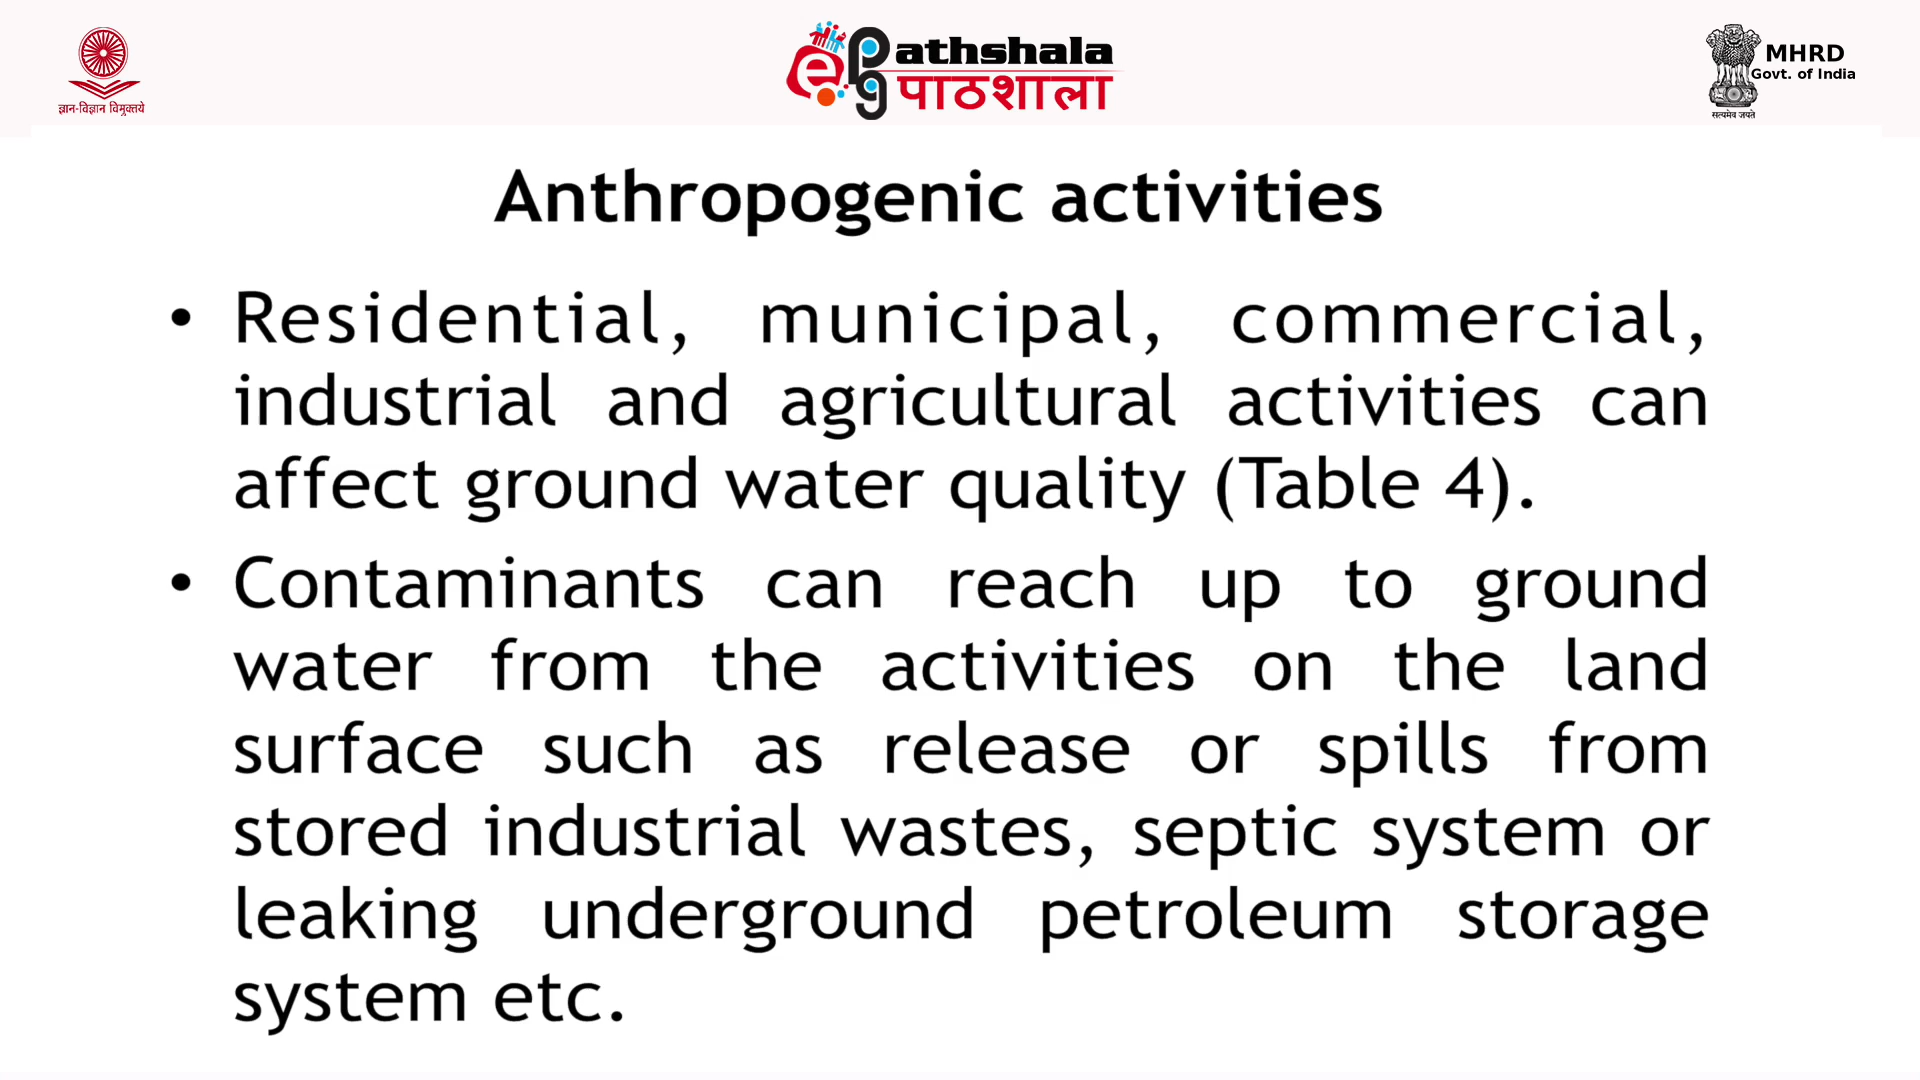 ज्ञान-विज्ञान विमुक्तये
ePathshala
पाठशाला
MHRD
Govt. of India
सत्यमेव जयते
Anthropogenic activities
• Residential, municipal, commercial,
industrial and agricultural activities can
affect ground water quality (Table 4).
• Contaminants can reach up to ground
water from the activities on the land
surface such as release or spills from
stored industrial wastes, septic system or
leaking underground petroleum storage
system etc.